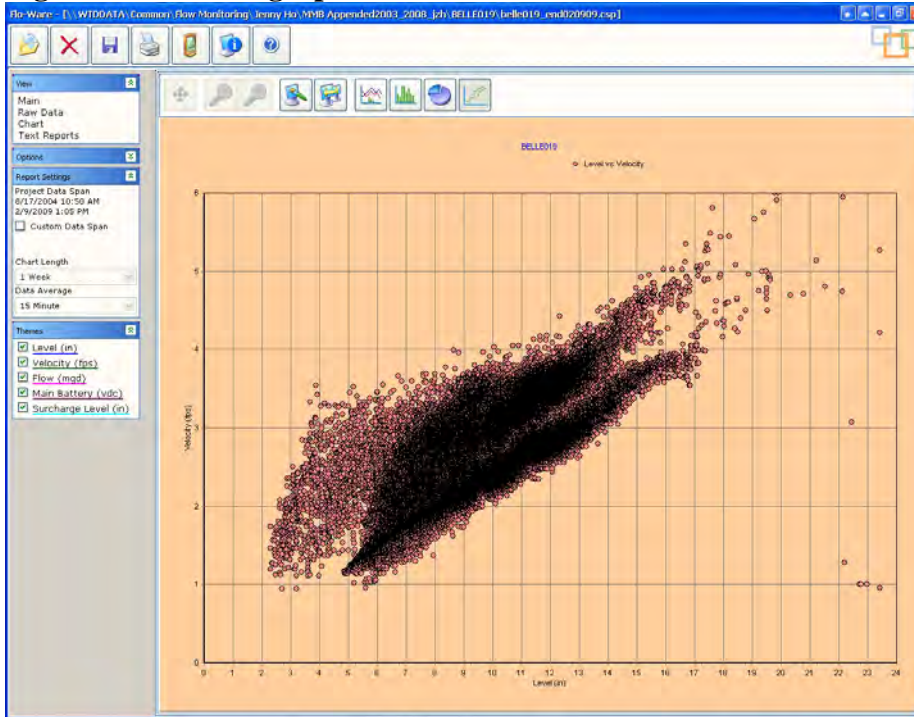 Flo-Ware - [\\WTDDATA\Common\Flow Monitoring\Jenny Ho\MMB Appended2003_2008_jzh\BELLE019\belle019_end020909.csp]
View
Main
Raw Data
Chart
Text Reports
Options
Report Settings
Project Data Span
6/17/2004 10:50 AM
2/9/2009 1:05 PM
Custom Data Span
Chart Length
1 Week
Data Average
15 Minute
Themes
Level (in)
Velocity (fps)
Flow (mgd)
Main Battery (vdc)
Surcharge Level (in)
BELLE019
Level vs Velocity
6
5
4
3
2
1
0
Velocity (fps)
0 1 2 3 4 5 6 7 8 9 10 11 12 13 14 15 16 17 18 19 20 21 22 23 24
Level (in)